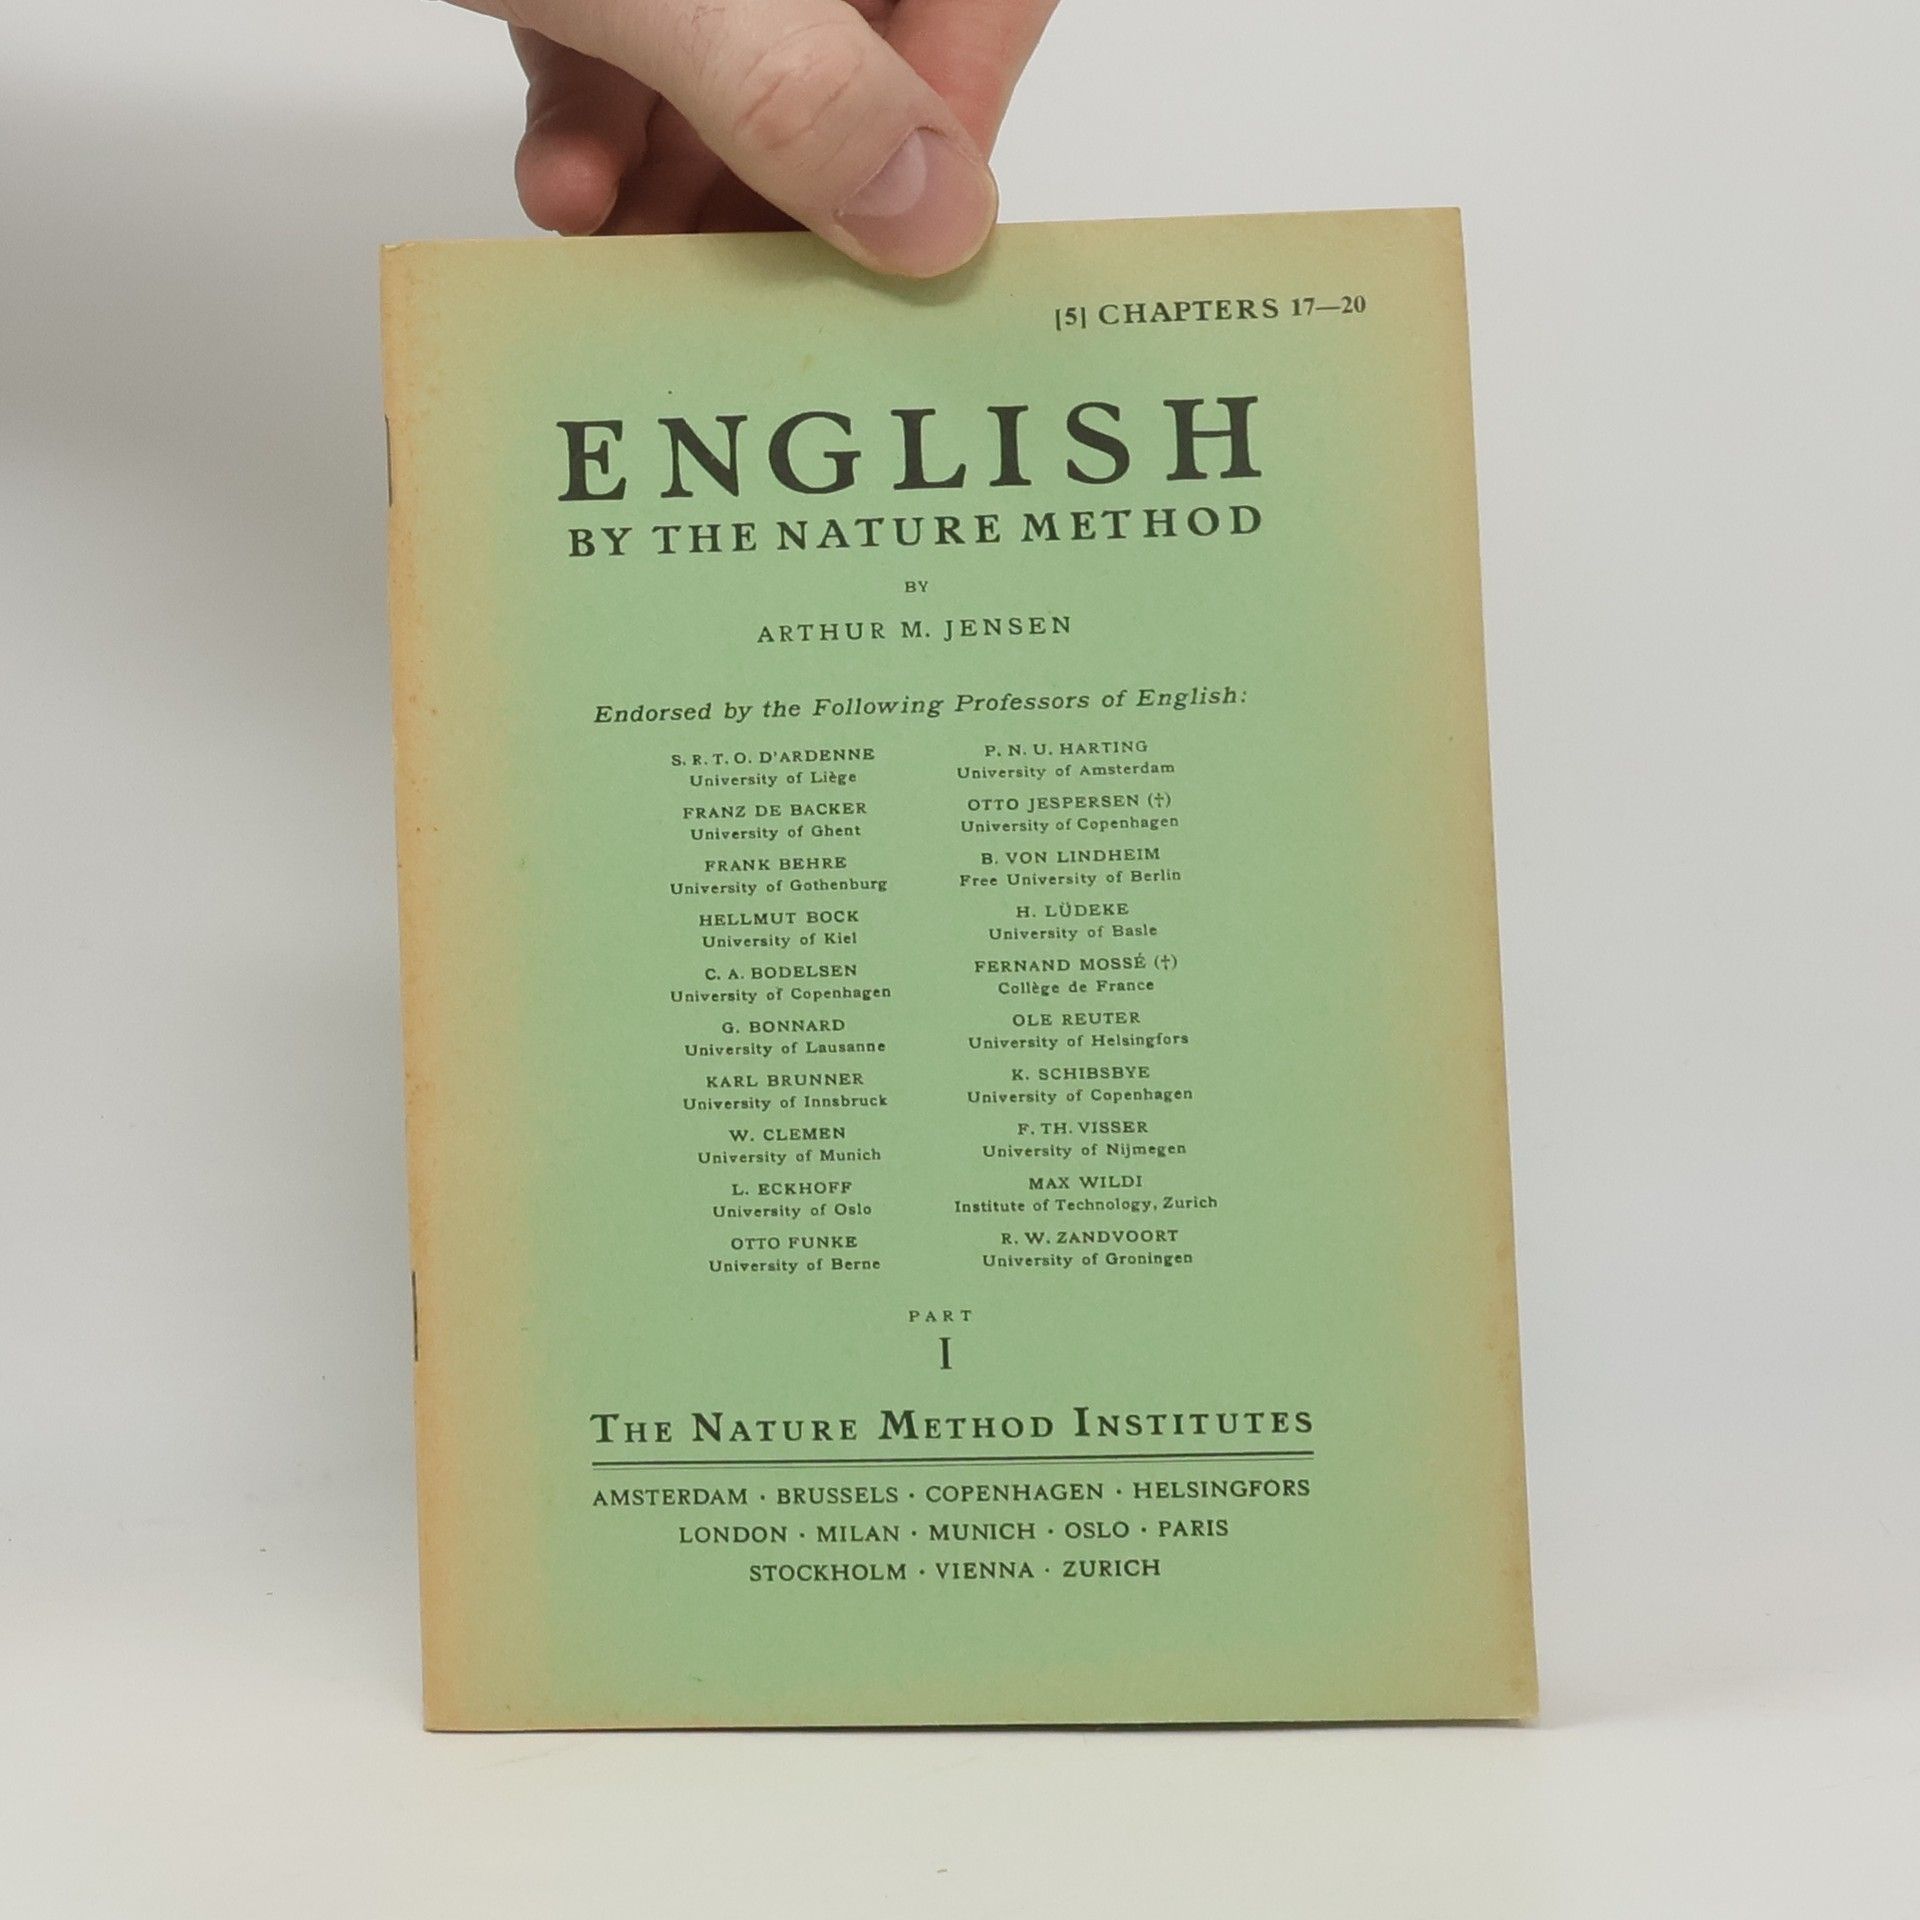 [5] CHAPTERS 17—20
ENGLISH
BY THE NATURE METHOD
BY
ARTHUR M. JENSEN
Endorsed by the Following Professors of English:
S. R. T. O. D'ARDENNE
University of Liège
FRANZ DE BACKER
University of Ghent
FRANK BEHRE
University of Gothenburg
HELLMUT BOCK
University of Kiel
C. A. BODELSEN
University of Copenhagen
G. BONNARD
University of Lausanne
KARL BRUNNER
University of Innsbruck
W. CLEMEN
University of Munich
L. ECKHOFF
University of Oslo
OTTO FUNKE
University of Berne
P. N. U. HARTING
University of Amsterdam
OTTO JESPERSEN (†)
University of Copenhagen
B. VON LINDHEIM
Free University of Berlin
H. LÜDEKE
University of Basle
FERNAND MOSSÉ (†)
Collège de France
OLE REUTER
University of Helsingfors
K. SCHIBSBYE
University of Copenhagen
F. TH. VISSER
University of Nijmegen
MAX WILDI
Institute of Technology, Zurich
R. W. ZANDVOORT
University of Groningen
PART
I
THE NATURE METHOD INSTITUTES
AMSTERDAM · BRUSSELS · COPENHAGEN · HELSINGFORS
LONDON · MILAN · MUNICH · OSLO · PARIS
STOCKHOLM · VIENNA · ZURICH